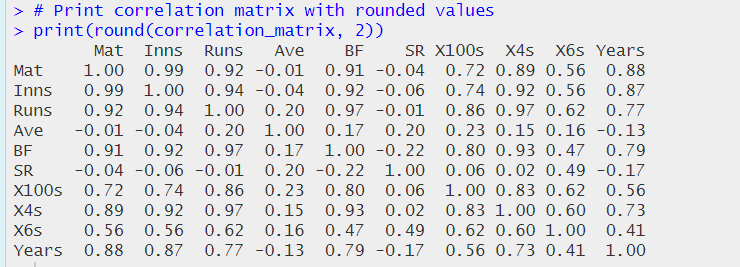 > # Print correlation matrix with rounded values
> print(round(correlation_matrix, 2))
Mat Inns Runs Ave BF SR X100s X4s X6s Years
Mat 1.00 0.99 0.92 -0.01 0.91 -0.04 0.72 0.89 0.56 0.88
Inns 0.99 1.00 0.94 -0.04 0.92 -0.06 0.74 0.92 0.56 0.87
Runs 0.92 0.94 1.00 0.20 0.97 -0.01 0.86 0.97 0.62 0.77
Ave -0.01 -0.04 0.20 1.00 0.17 0.20 0.23 0.15 0.16 -0.13
BF 0.91 0.92 0.97 0.17 1.00 -0.22 0.80 0.93 0.47 0.79
SR -0.04 -0.06 -0.01 0.20 -0.22 1.00 0.06 0.02 0.49 -0.17
X100s 0.72 0.74 0.86 0.23 0.80 0.06 1.00 0.83 0.62 0.56
X4s 0.89 0.92 0.97 0.15 0.93 0.02 0.83 1.00 0.60 0.73
X6s 0.56 0.56 0.62 0.16 0.47 0.49 0.62 0.60 1.00 0.41
Years 0.88 0.87 0.77 -0.13 0.79 -0.17 0.56 0.73 0.41 1.00